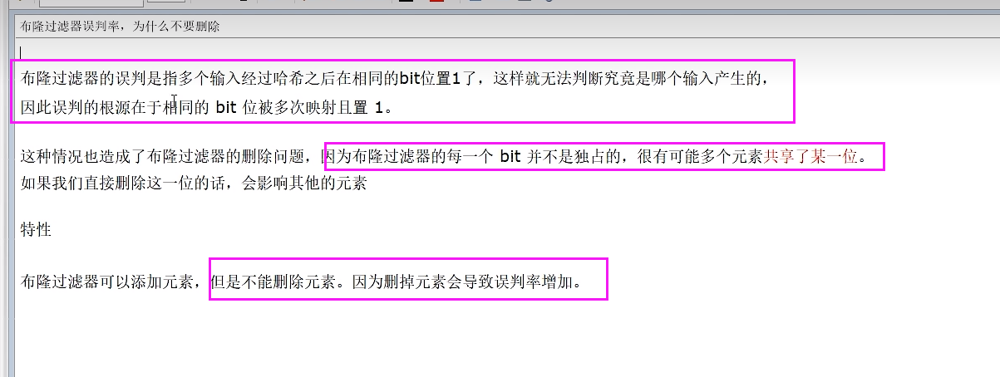 布隆过滤器误判率，为什么不要删除
布隆过滤器的误判是指多个输入经过哈希之后在相同的bit位置1了，这样就无法判断究竟是哪个输入产生的，
因此误判的根源在于相同的 bit 位被多次映射且置 1。
这种情况也造成了布隆过滤器的删除问题，因为布隆过滤器的每一个 bit 并不是独占的，很有可能多个元素共享了某一位。
如果我们直接删除这一位的话，会影响其他的元素
特性
布隆过滤器可以添加元素，但是不能删除元素。因为删掉元素会导致误判率增加。